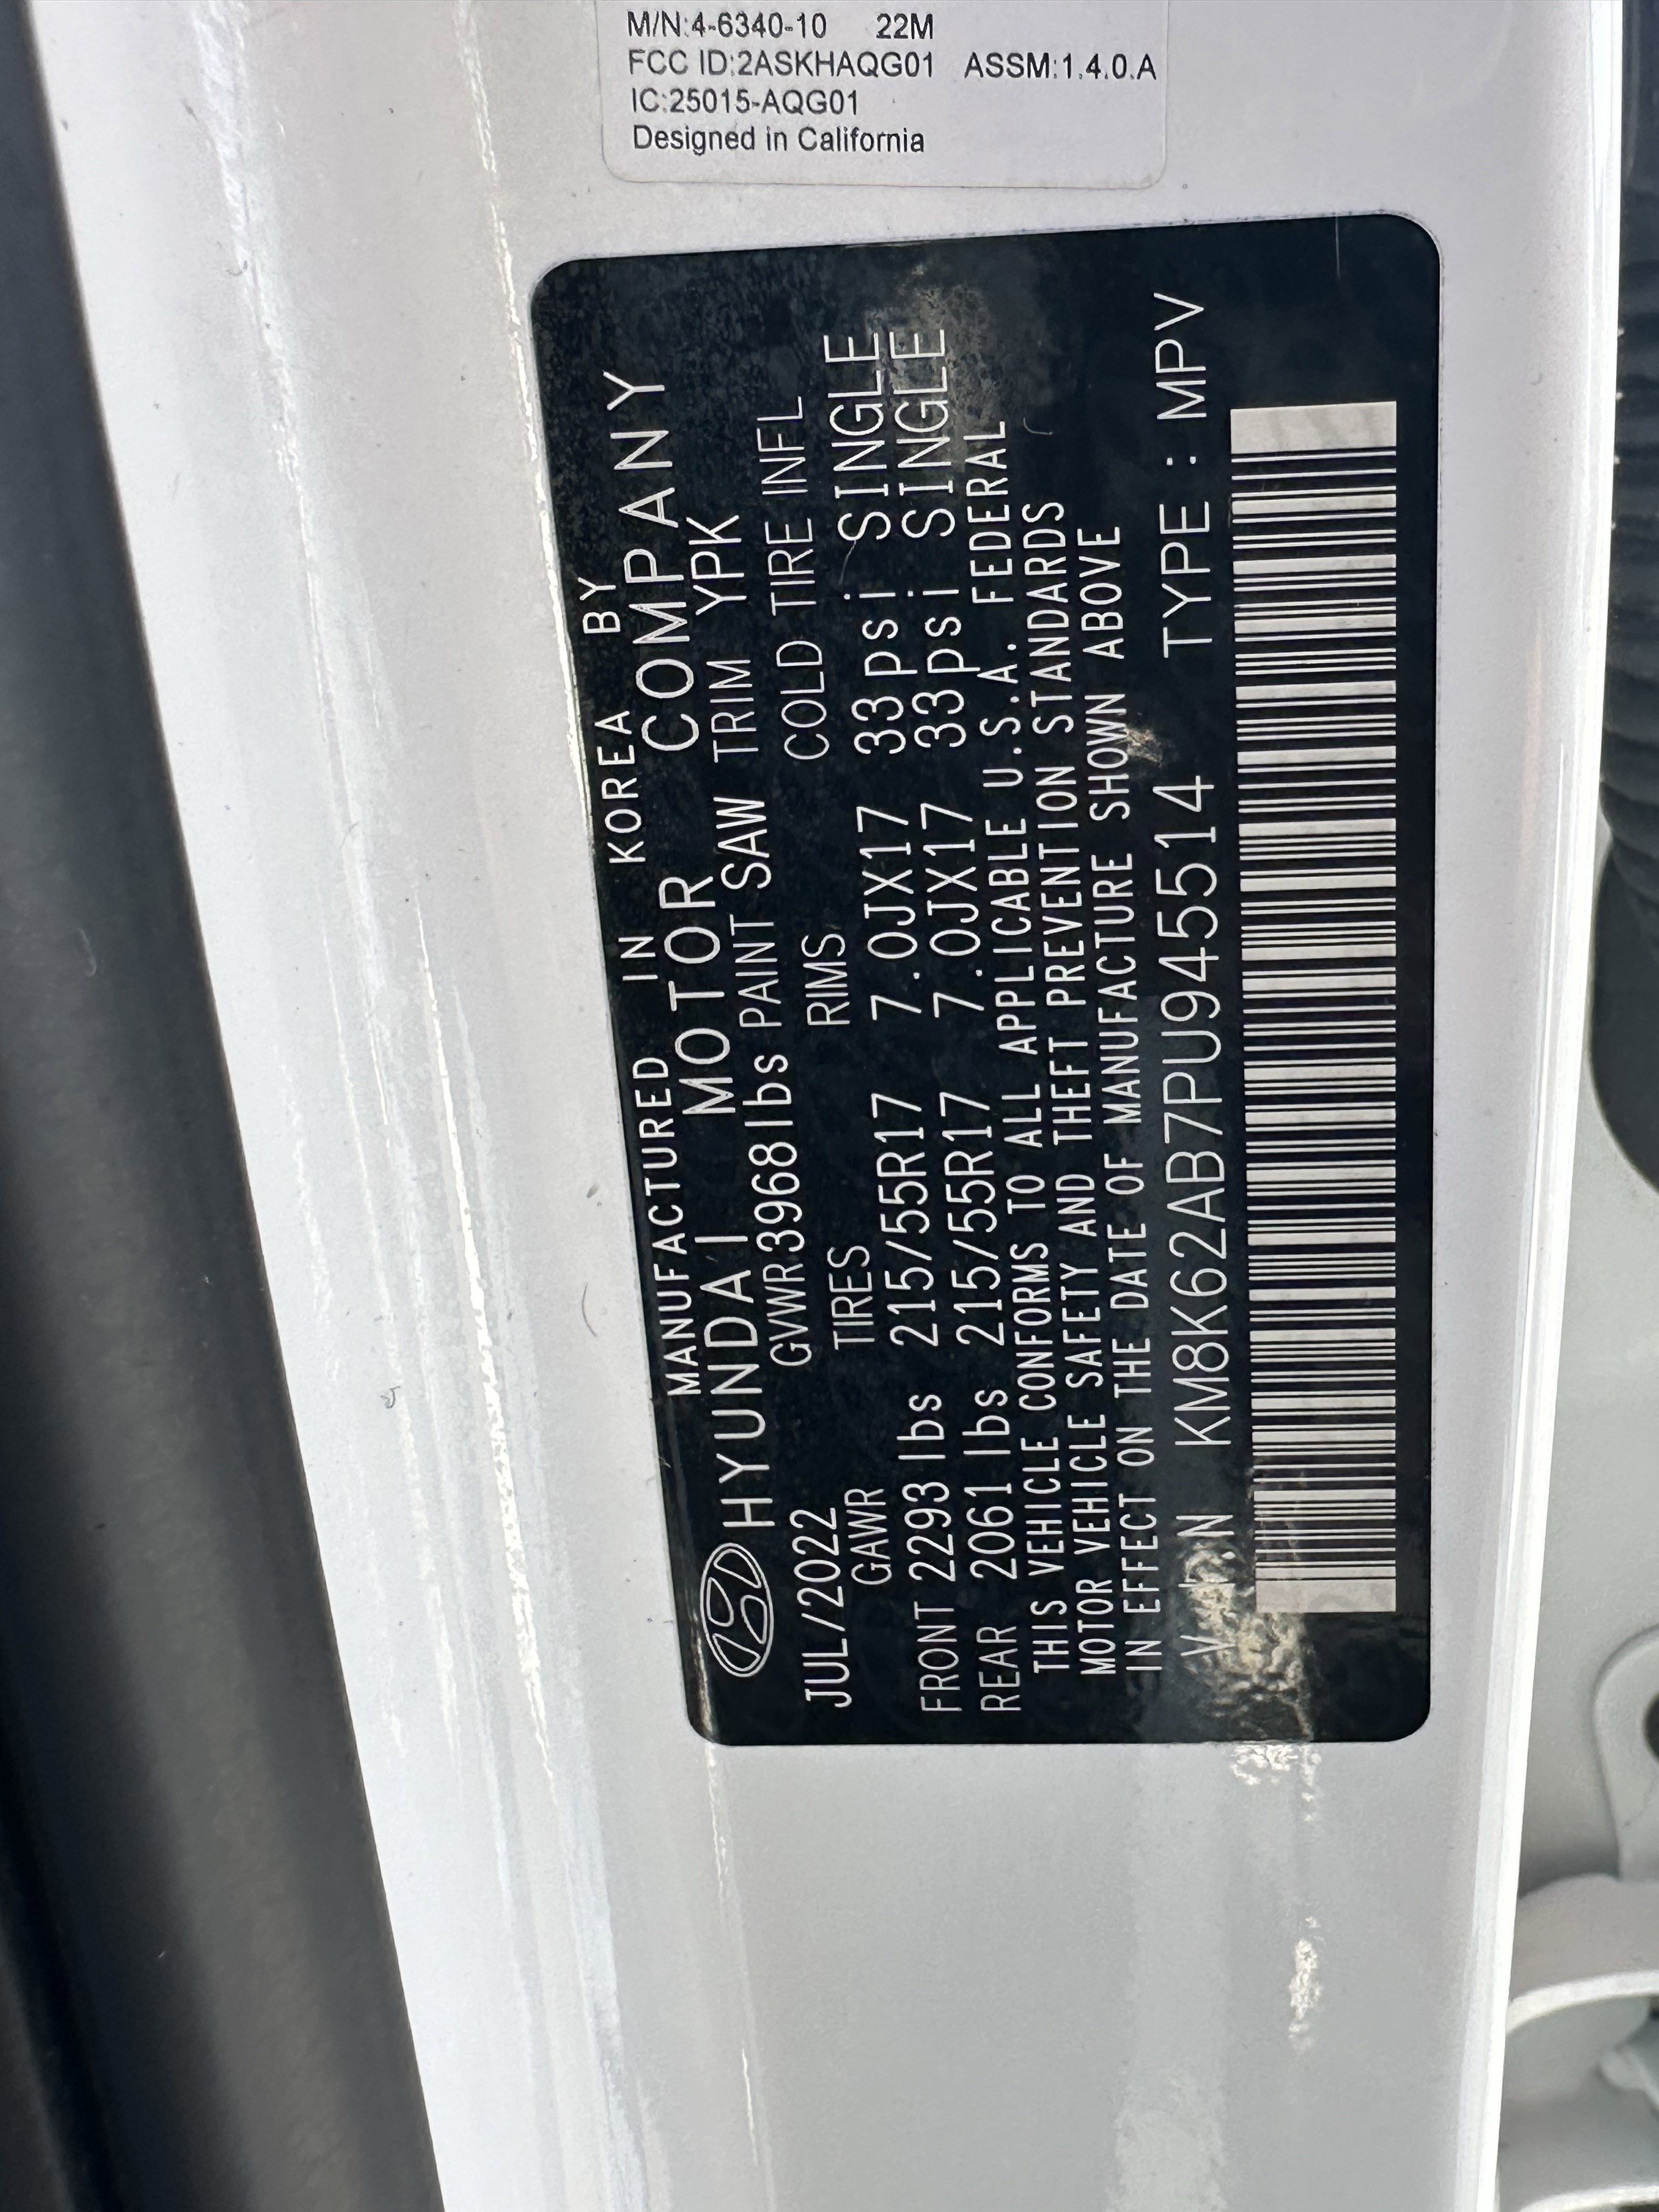 M/N:4-6340-10 22M
FCC ID:2ASKHAQG01 ASSM:1.4.0.A
IC:25015-AQG01
Designed in California
MANUFACTURED IN KOREA BY
HYUNDAI MOTOR COMPANY
JUL/2022 GVWR3968lbs PAINT SAW TRIM YPK
GAWR TIRES RIMS COLD TIRE INFL
FRONT 2293 lbs 215/55R17 7.0JX17 33psi SINGLE
REAR 2061 lbs 215/55R17 7.0JX17 33psi SINGLE
THIS VEHICLE CONFORMS TO ALL APPLICABLE U.S.A. FEDERAL
MOTOR VEHICLE SAFETY AND THEFT PREVENTION STANDARDS
IN EFFECT ON THE DATE OF MANUFACTURE SHOWN ABOVE
VIN KM8K62AB7PU945514 TYPE : MPV